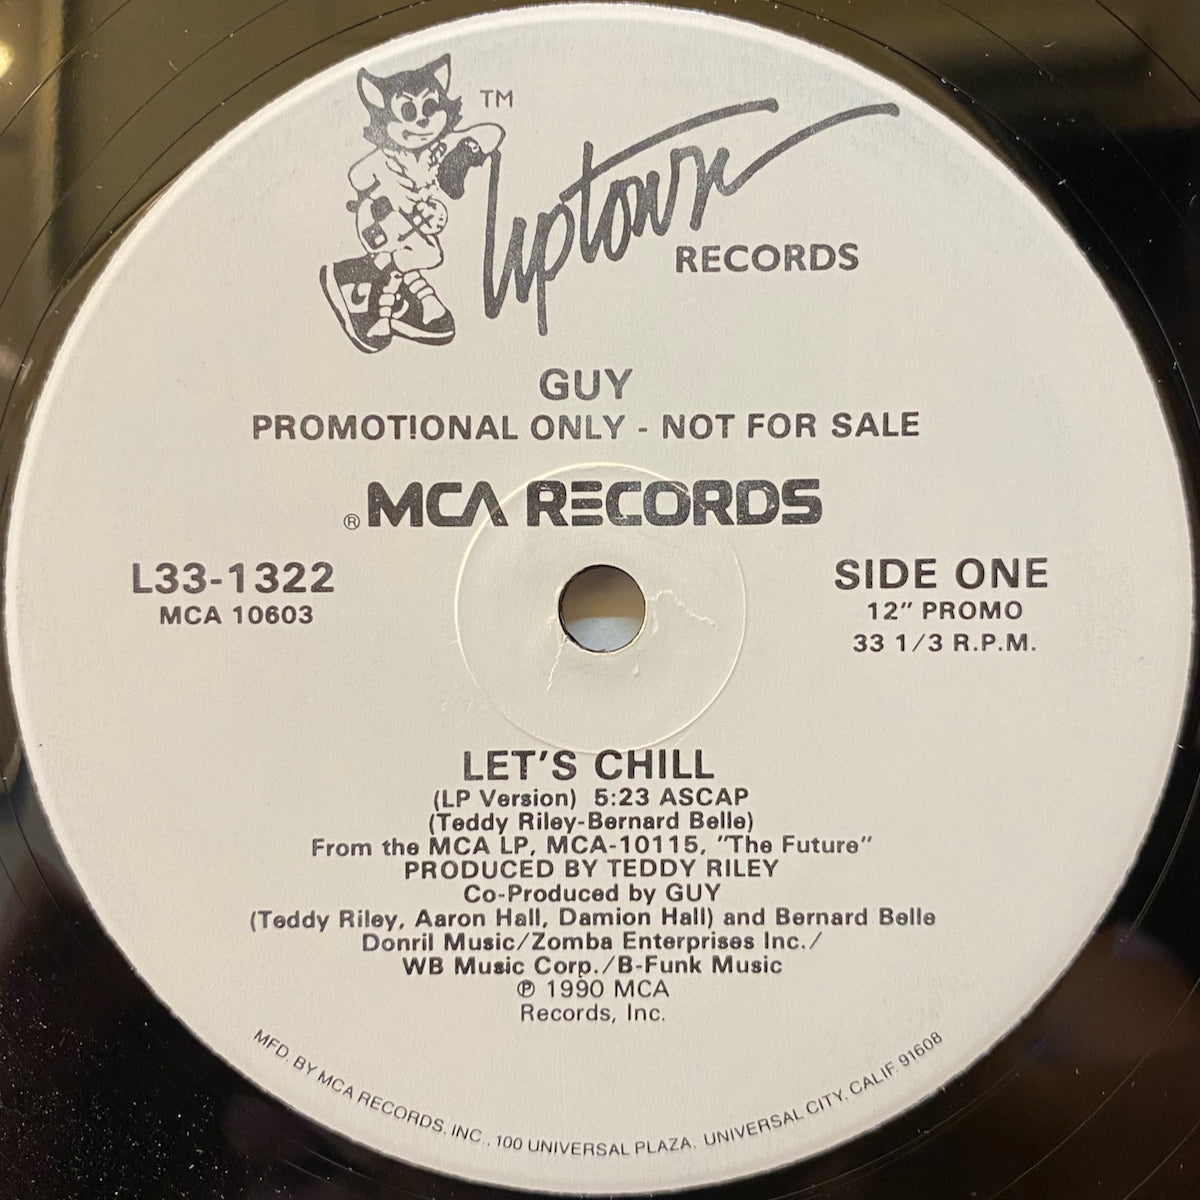 TM
Uptown
RECORDS
GUY
PROMOTIONAL ONLY - NOT FOR SALE
® MCA RECORDS
L33-1322
MCA 10603
SIDE ONE
12" PROMO
33 1/3 R.P.M.
LET'S CHILL
(LP Version) 5:23 ASCAP
(Teddy Riley-Bernard Belle)
From the MCA LP, MCA-10115, "The Future"
PRODUCED BY TEDDY RILEY
Co-Produced by GUY
(Teddy Riley, Aaron Hall, Damion Hall) and Bernard Belle
Donril Music/Zomba Enterprises Inc./
WB Music Corp./B-Funk Music
℗ 1990 MCA
Records, Inc.
MFD. BY MCA RECORDS, INC., 100 UNIVERSAL PLAZA, UNIVERSAL CITY, CALIF. 91608